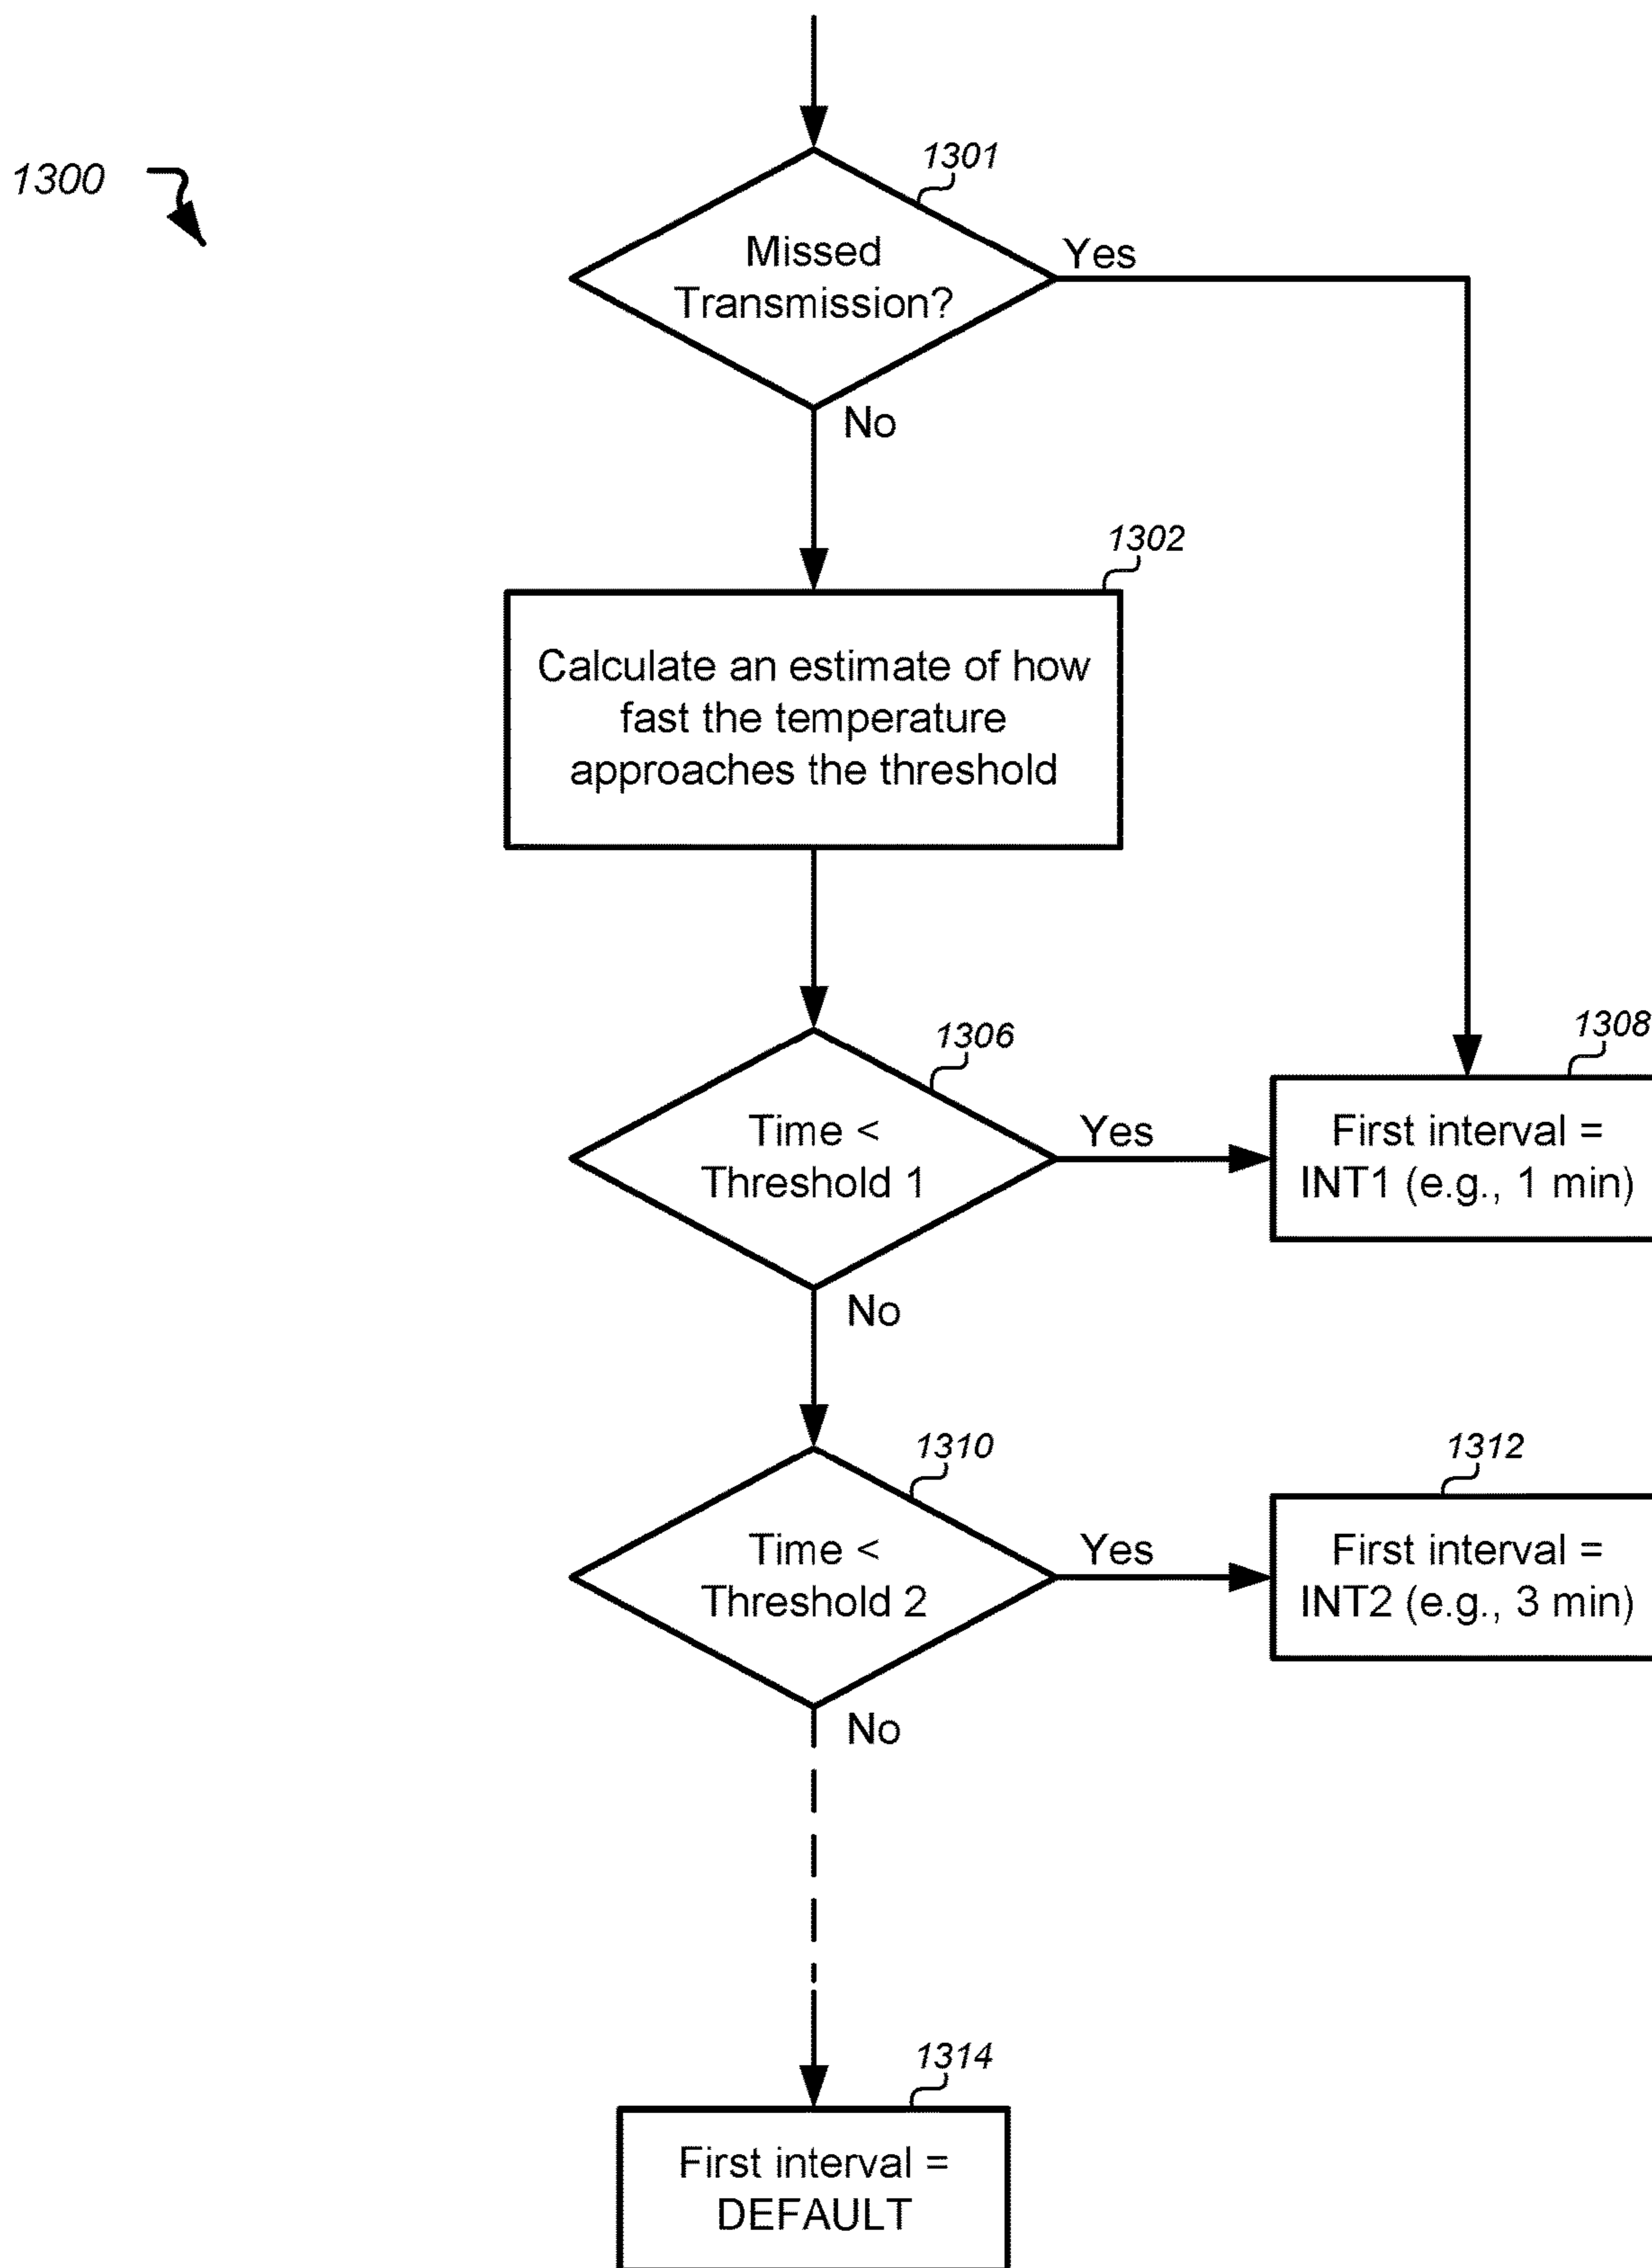 1300
1301
Missed
Transmission?
Yes
No
1302
Calculate an estimate of how
fast the temperature
approaches the threshold
1306
Time <
Threshold 1
Yes
1308
First interval =
INT1 (e.g., 1 min)
No
1310
Time <
Threshold 2
Yes
1312
First interval =
INT2 (e.g., 3 min)
No
1314
First interval =
DEFAULT